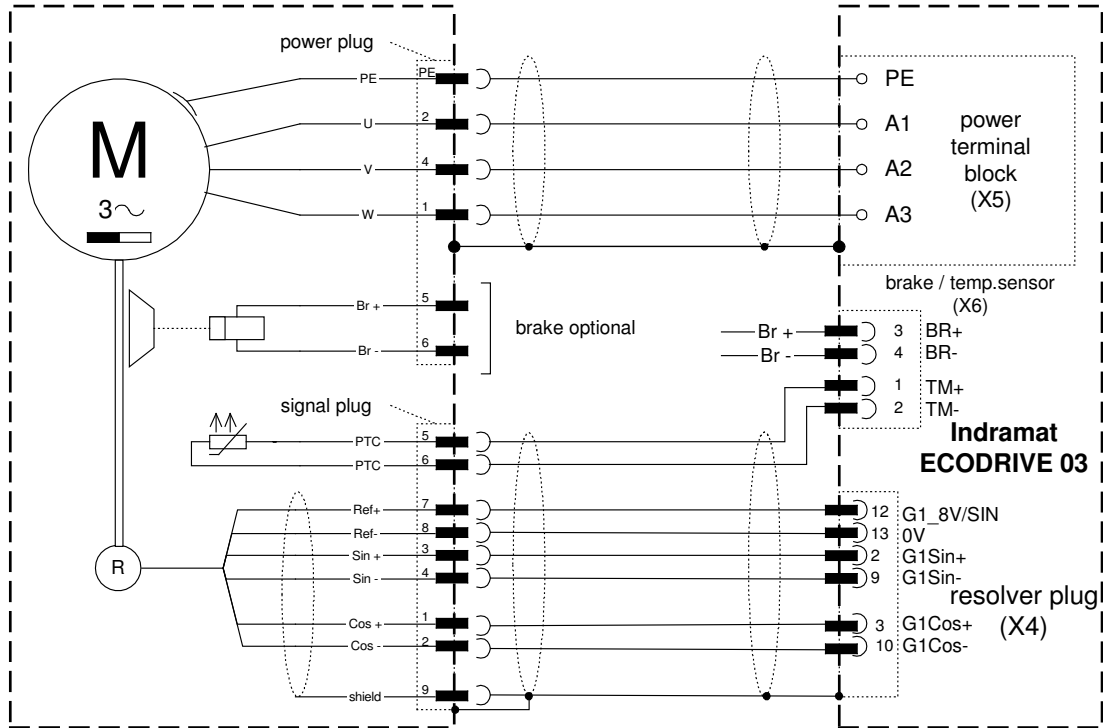 power plug
PE PE PE
M U 2 A1 power
terminal
V 4 A2 block
3 (X5)
W 1 A3
brake / temp.sensor
(X6)
Br + 5
brake optional Br + 3 BR+
Br - 6 Br - 4 BR-
1 TM+
signal plug 2 TM-
PTC 5 Indramat
PTC 6 ECODRIVE 03
Ref+ 7 12 G1_8V/SIN
Ref- 8 13 0V
Sin + 3 2 G1Sin+
R Sin - 4 9 G1Sin-
resolver plug
Cos + 1 3 G1Cos+ (X4)
Cos - 2 10 G1Cos-
shield 9